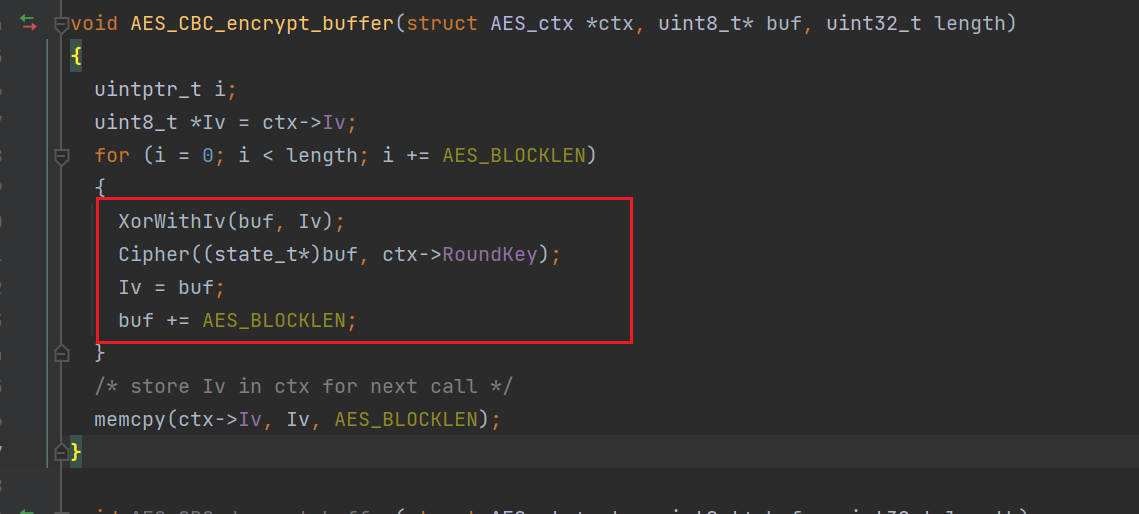 void AES_CBC_encrypt_buffer(struct AES_ctx *ctx, uint8_t* buf, uint32_t length)
{
uintptr_t i;
uint8_t *Iv = ctx->Iv;
for (i = 0; i < length; i += AES_BLOCKLEN)
{
XorWithIv(buf, Iv);
Cipher((state_t*)buf, ctx->RoundKey);
Iv = buf;
buf += AES_BLOCKLEN;
}
/* store Iv in ctx for next call */
memcpy(ctx->Iv, Iv, AES_BLOCKLEN);
}